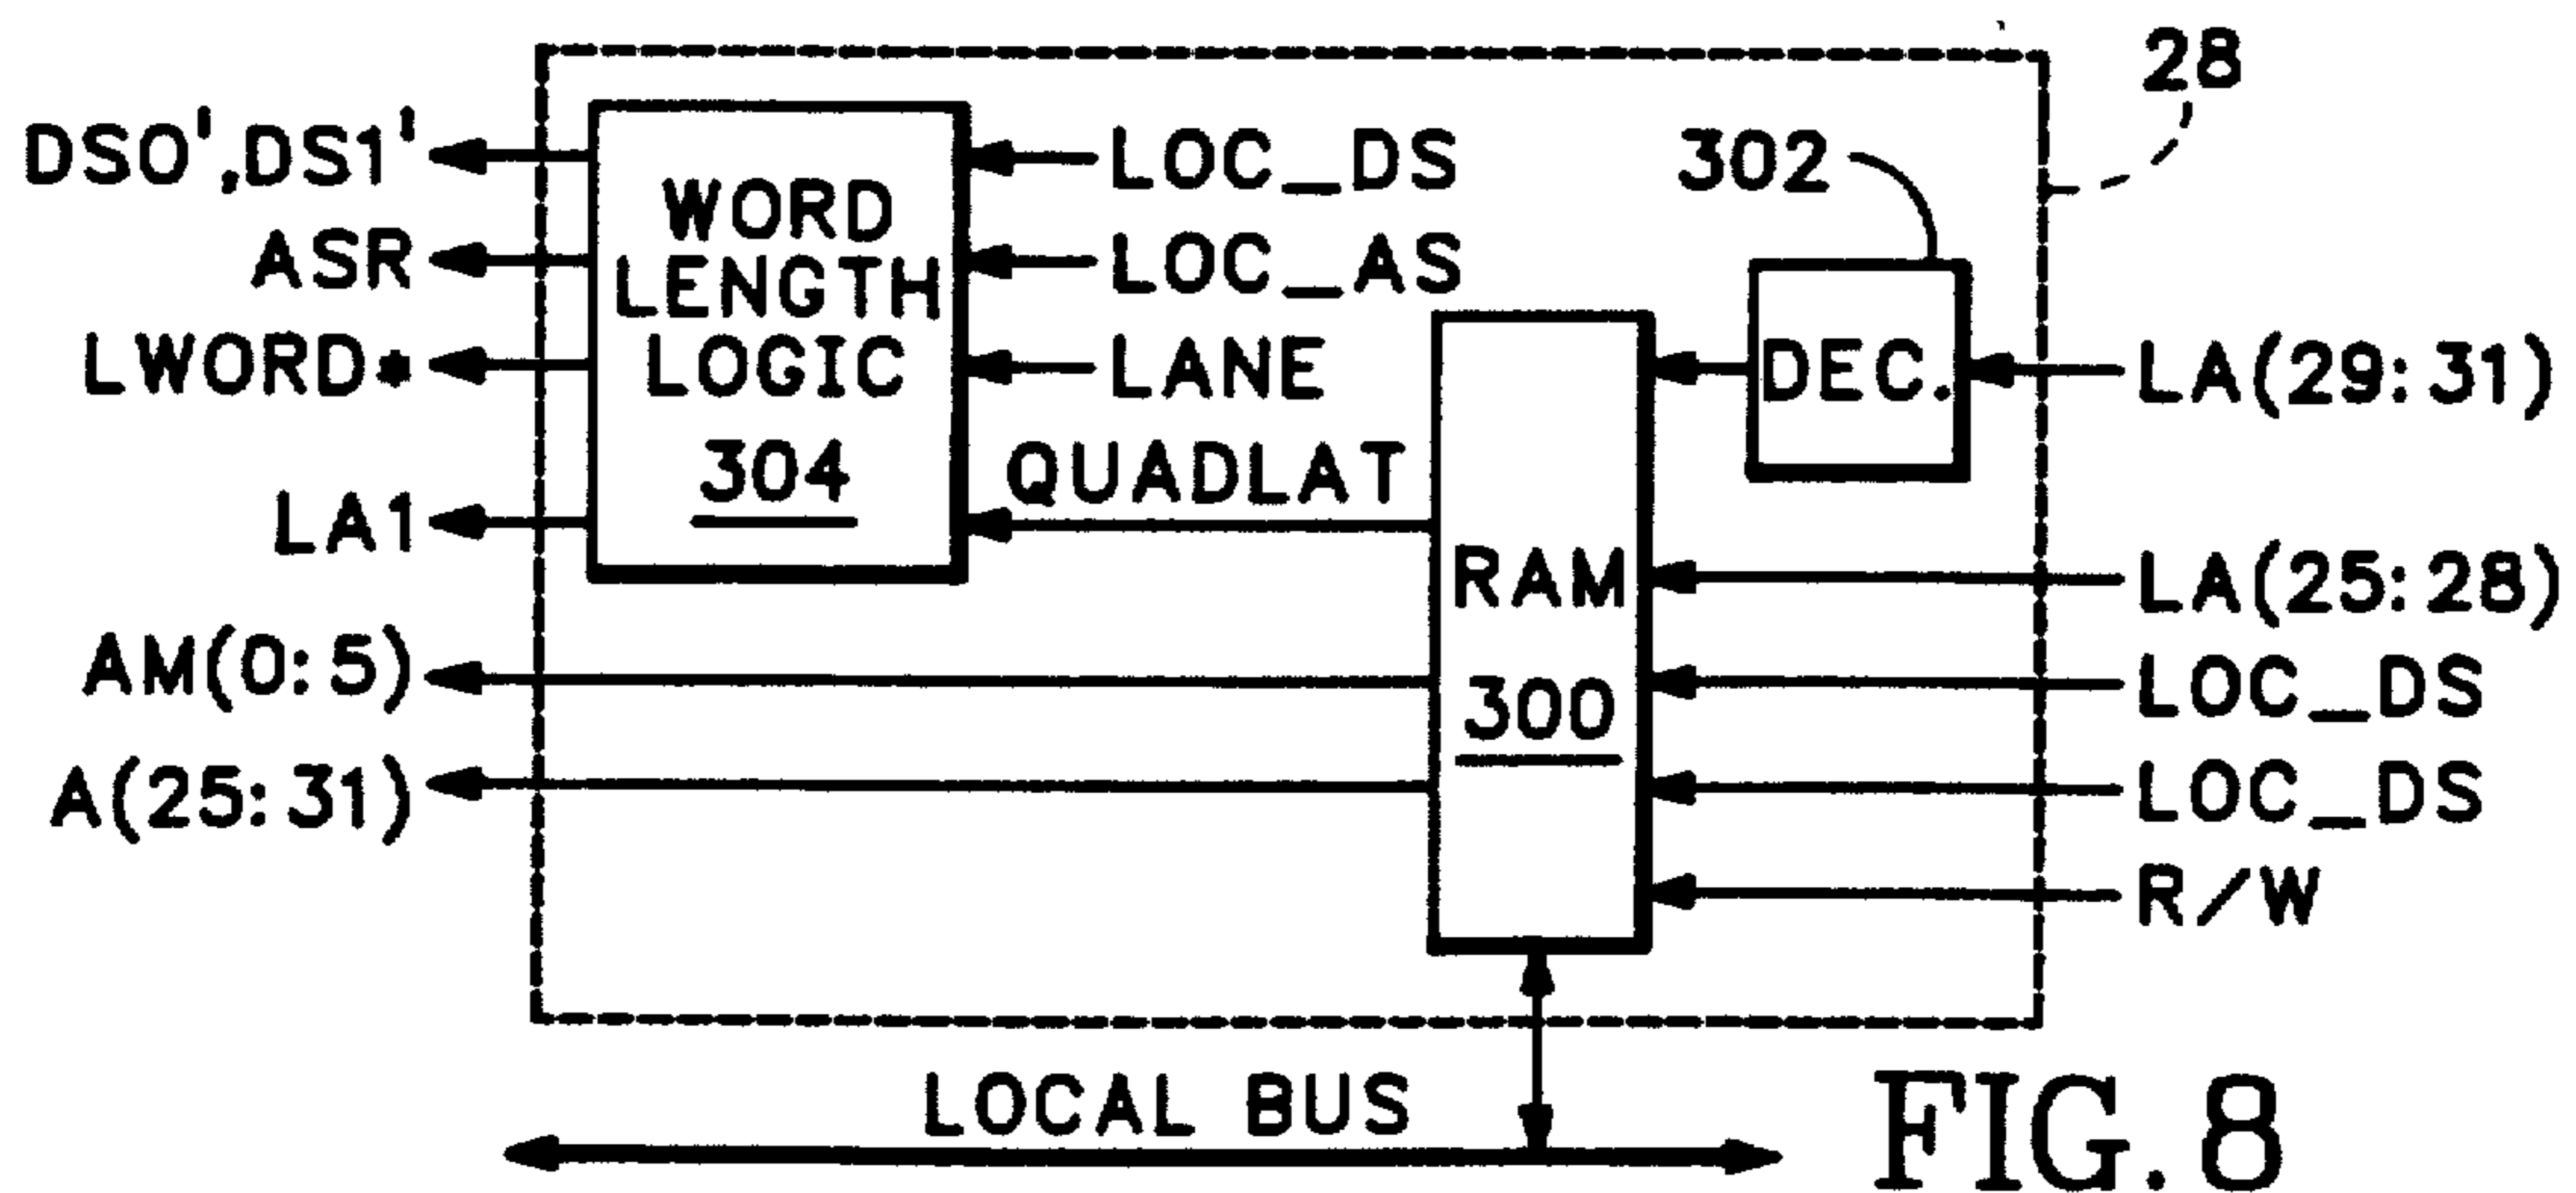 28
DS0',DS1'
LOC_DS
302
WORD
LENGTH
LOGIC
304
ASR
LOC_AS
LWORD*
LANE
DEC.
LA(29:31)
QUADLAT
LA1
RAM
300
LA(25:28)
AM(0:5)
LOC_DS
A(25:31)
LOC_DS
R/W
LOCAL BUS
FIG. 8